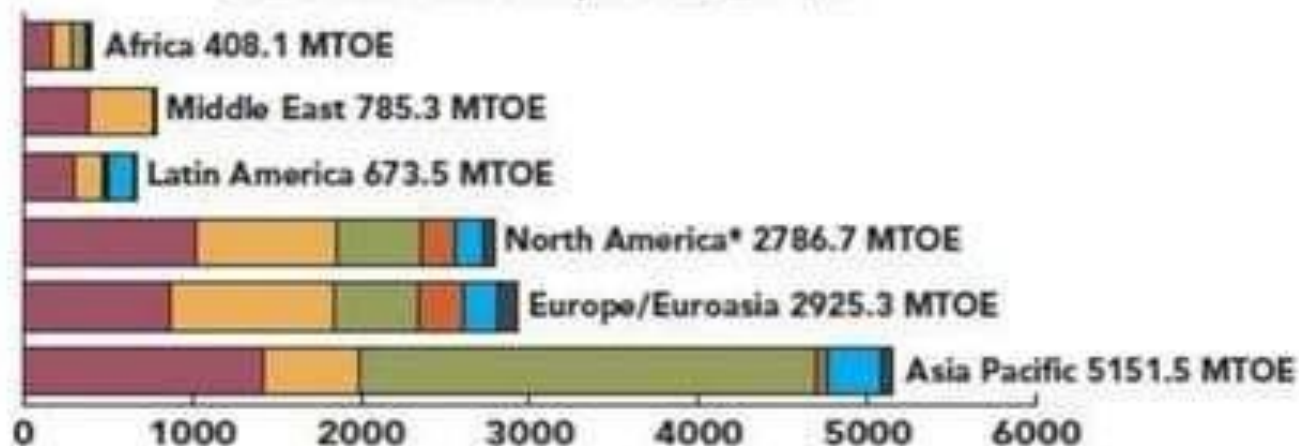 Africa 408.1 MTOE
Middle East 785.3 MTOE
Latin America 673.5 MTOE
North America* 2786.7 MTOE
Europe/Euroasia 2925.3 MTOE
Asia Pacific 5151.5 MTOE
0 1000 2000 3000 4000 5000 6000